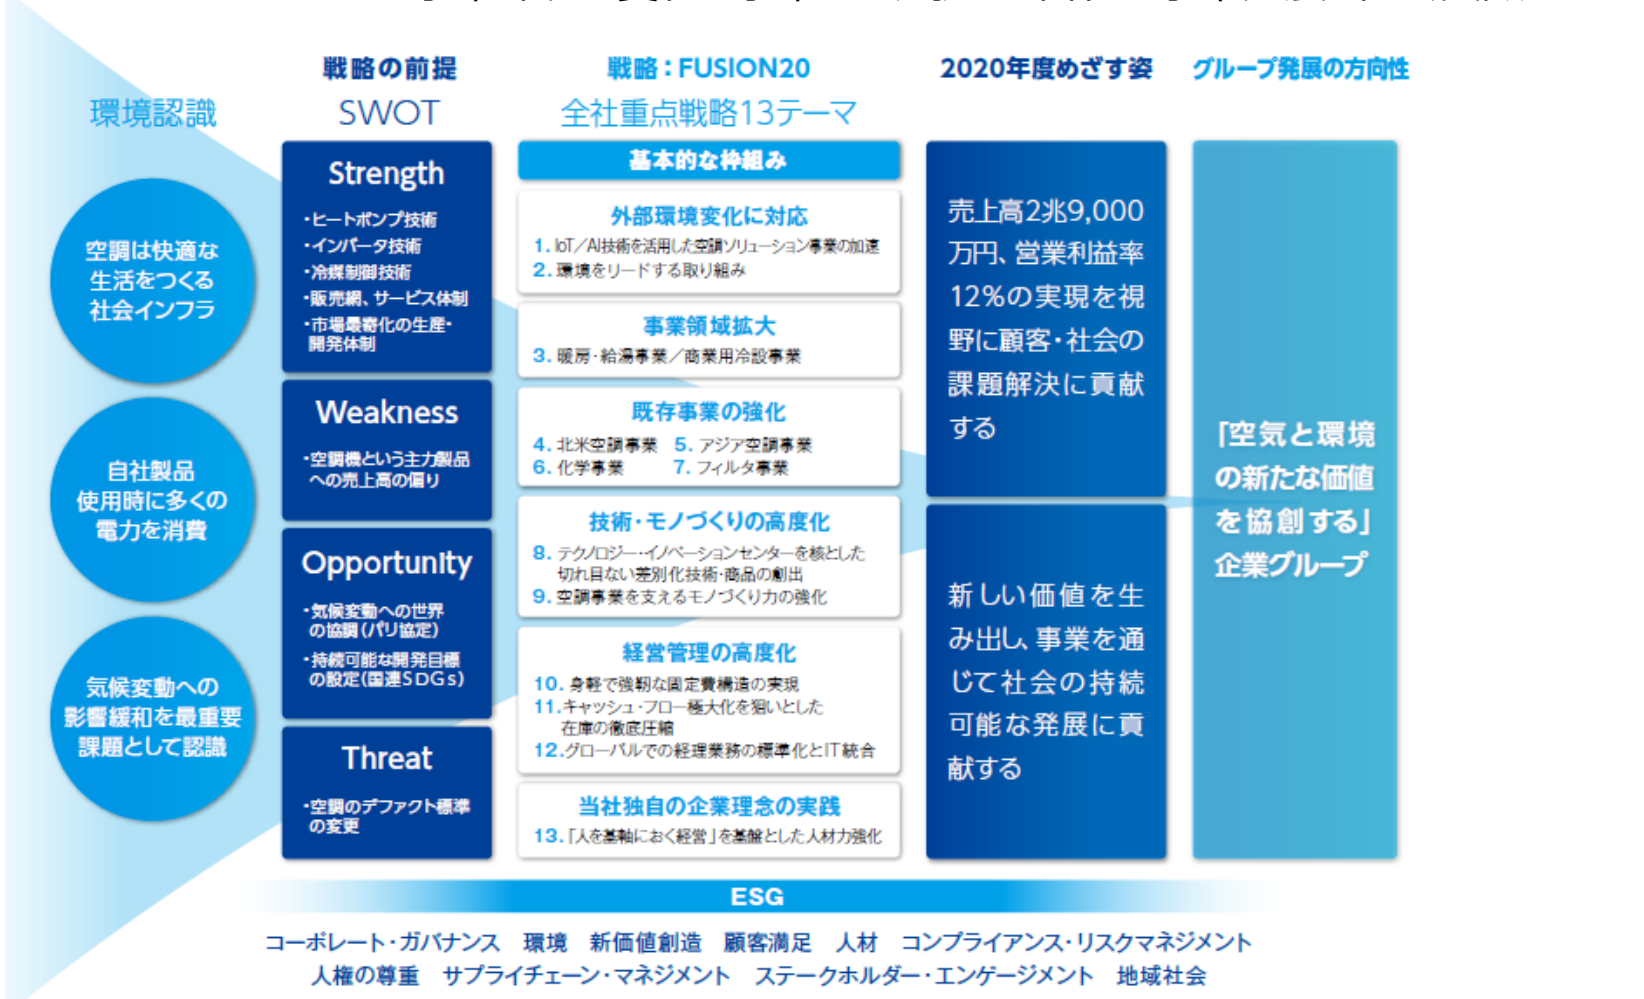 環境認識
空調は快適な
生活をつくる
社会インフラ
自社製品
使用時に多くの
電力を消費
気候変動への
影響緩和を最重要
課題として認識
戦略の前提
SWOT
Strength
・ヒートポンプ技術
・インバータ技術
・冷媒制御技術
・販売網、サービス体制
・市場最寄化の生産・
開発体制
Weakness
・空調機という主力製品
への売上高の偏り
Opportunity
・気候変動への世界
の協調(パリ協定)
・持続可能な開発目標
の設定(国連SDGs)
Threat
・空調のデファクト標準
の変更
戦略：FUSION20
全社重点戦略13テーマ
基本的な枠組み
外部環境変化に対応
1. IoT／AI技術を活用した空調ソリューション事業の加速
2. 環境をリードする取り組み
事業領域拡大
3. 暖房・給湯事業／商業用冷設事業
既存事業の強化
4. 北米空調事業 5. アジア空調事業
6. 化学事業 7. フィルタ事業
技術・モノづくりの高度化
8. テクノロジー・イノベーションセンターを核とした
切れ目ない差別化技術・商品の創出
9. 空調事業を支えるモノづくり力の強化
経営管理の高度化
10. 身軽で強靭な固定費構造の実現
11. キャッシュ・フロー極大化を狙いとした
在庫の徹底圧縮
12. グローバルでの経理業務の標準化とIT統合
当社独自の企業理念の実践
13. 「人を基軸におく経営」を基盤とした人材力強化
2020年度めざす姿
売上高2兆9,000
万円、営業利益率
12%の実現を視
野に顧客・社会の
課題解決に貢献
する
新しい価値を生
み出し、事業を通
じて社会の持続
可能な発展に貢
献する
グループ発展の方向性
「空気と環境
の新たな価値
を協創する」
企業グループ
ESG
コーポレート・ガバナンス 環境 新価値創造 顧客満足 人材 コンプライアンス・リスクマネジメント
人権の尊重 サプライチェーン・マネジメント ステークホルダー・エンゲージメント 地域社会